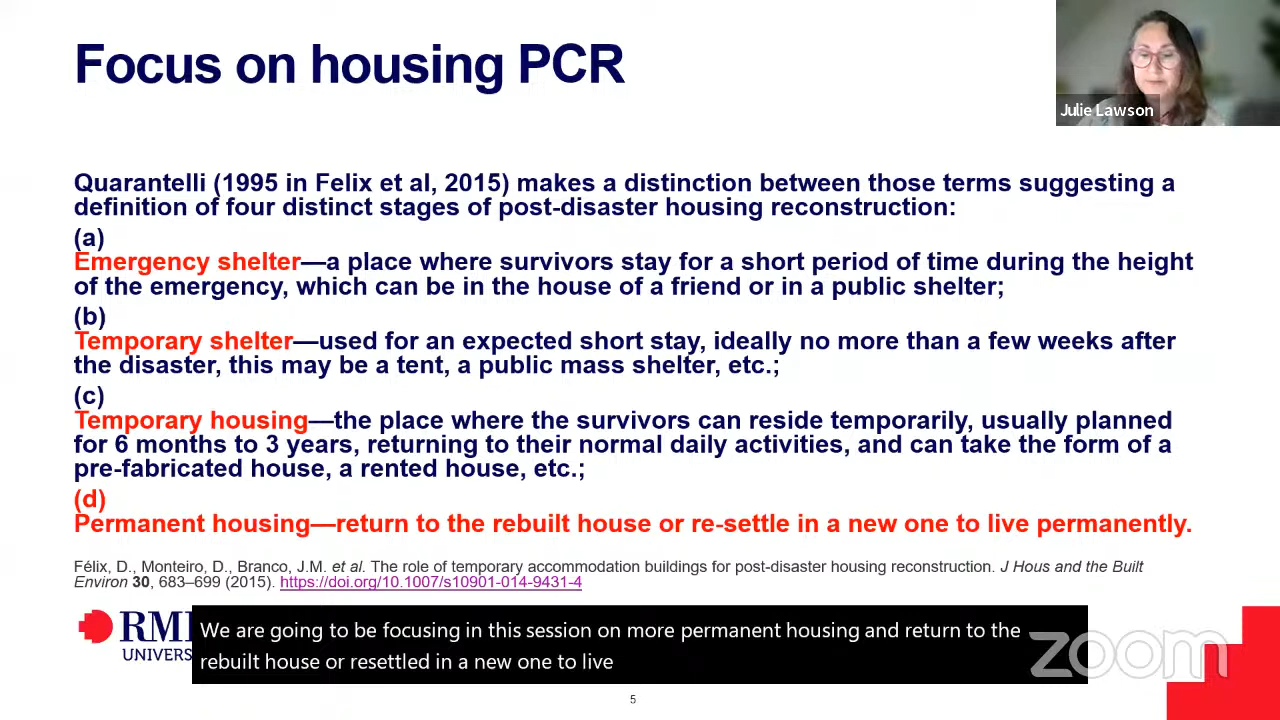 Focus on housing PCR
Julie Lawson
Quarantelli (1995 in Felix et al, 2015) makes a distinction between those terms suggesting a
definition of four distinct stages of post-disaster housing reconstruction:
(a)
Emergency shelter—a place where survivors stay for a short period of time during the height
of the emergency, which can be in the house of a friend or in a public shelter;
(b)
Temporary shelter—used for an expected short stay, ideally no more than a few weeks after
the disaster, this may be a tent, a public mass shelter, etc.;
(c)
Temporary housing—the place where the survivors can reside temporarily, usually planned
for 6 months to 3 years, returning to their normal daily activities, and can take the form of a
pre-fabricated house, a rented house, etc.;
(d)
Permanent housing—return to the rebuilt house or re-settle in a new one to live permanently.
Félix, D., Monteiro, D., Branco, J.M. et al. The role of temporary accommodation buildings for post-disaster housing reconstruction. J Hous and the Built
Environ 30, 683–699 (2015). https://doi.org/10.1007/s10901-014-9431-4
RMI
UNIVERS
We are going to be focusing in this session on more permanent housing and return to the
rebuilt house or resettled in a new one to live
zoom
5